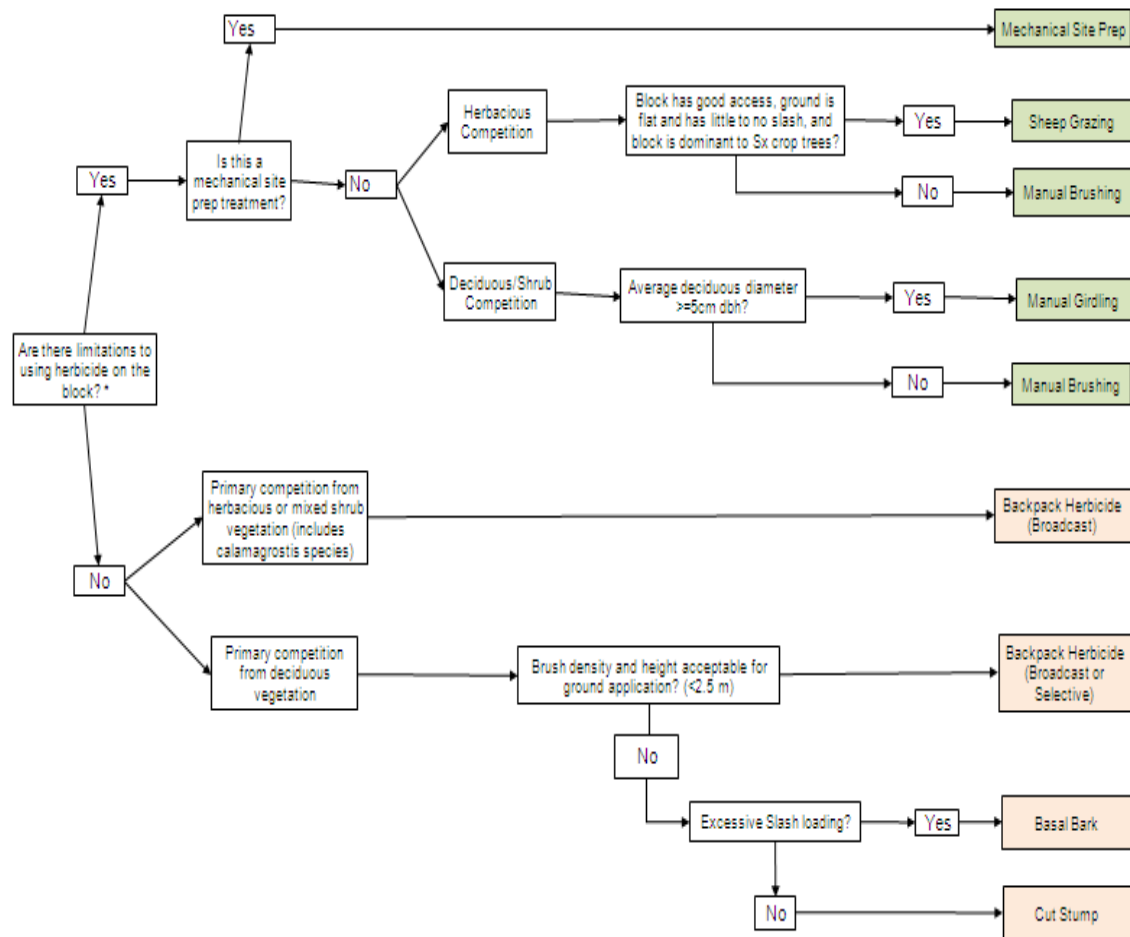 Yes
Mechanical Site Prep
Herbacious
Competition
Block has good access, ground is
flat and has little to no slash, and
block is dominant to Sx crop trees?
Yes
Sheep Grazing
Is this a
mechanical site
prep treatment?
Yes
No
No
Manual Brushing
Deciduous/Shrub
Competition
Average deciduous diameter
>=5cm dbh?
Yes
Manual Girdling
Are there limitations to
using herbicide on the
block? *
No
Manual Brushing
Primary competition from
herbacious or mixed shrub
vegetation (includes
calamagrostis species)
Backpack Herbicide
(Broadcast)
No
Primary competition
from deciduous
vegetation
Brush density and height acceptable for
ground application? (<2.5 m)
Backpack Herbicide
(Broadcast or
Selective)
No
Excessive Slash loading?
Yes
Basal Bark
No
Cut Stump